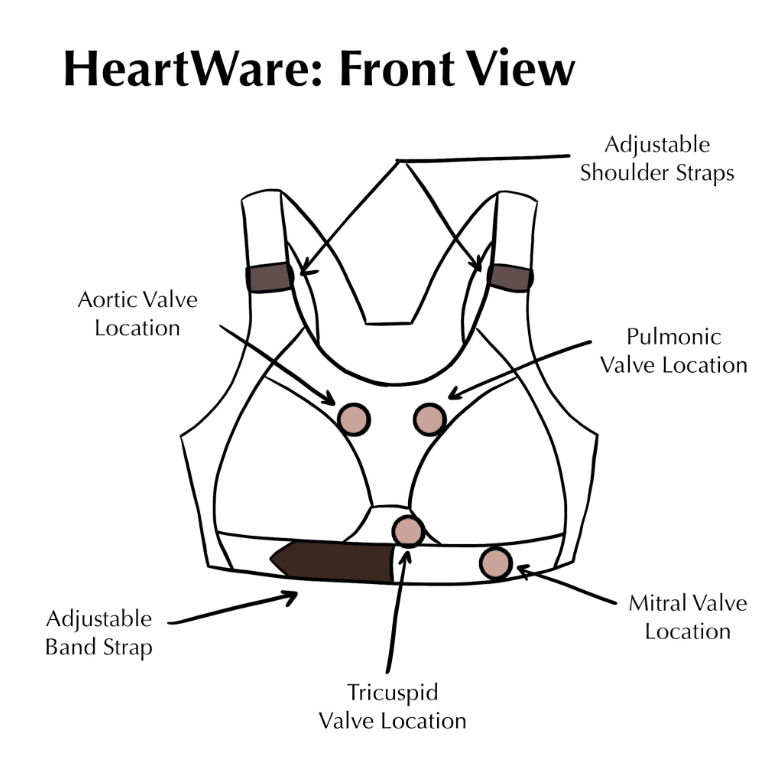 HeartWare: Front View
Adjustable
Shoulder Straps
Aortic Valve
Location
Pulmonic
Valve Location
Adjustable
Band Strap
Mitral Valve
Location
Tricuspid
Valve Location